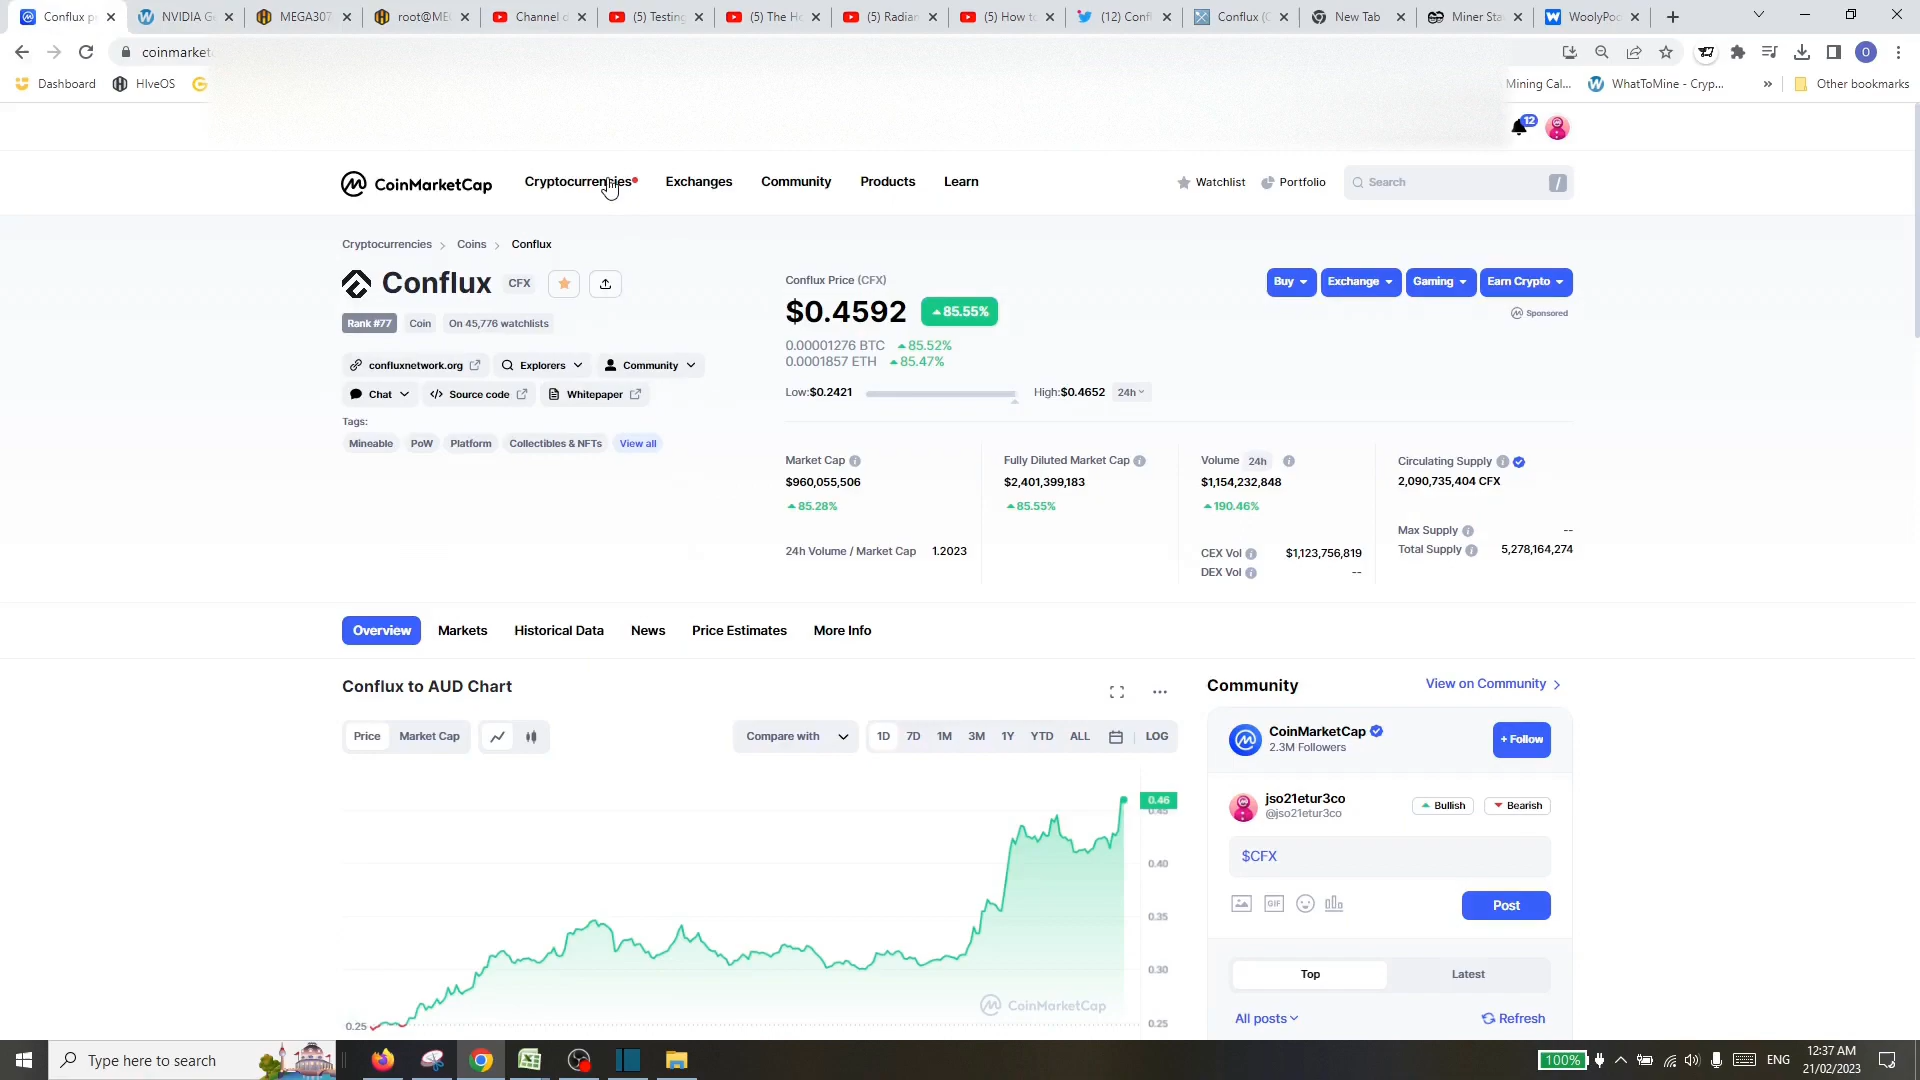 Conflux p
NVIDIA G
MEGA307
root@ME
Channel d
(5) Testing
(5) The H
(5) Radia
(5) How t
(12) Conf
Conflux (C
New Tab
Miner Sta
WoolyPo
coinmarket
Dashboard
HIveOS
Mining Cal...
WhatToMine - Cryp...
»
Other bookmarks
12
CoinMarketCap
Cryptocurrencies
Exchanges
Community
Products
Learn
Watchlist
Portfolio
Search
/
Cryptocurrencies > Coins > Conflux
Conflux CFX
Rank #77
Coin
On 45,776 watchlists
confluxnetwork.org
Explorers
Community
Chat
Source code
Whitepaper
Tags:
Mineable
PoW
Platform
Collectibles & NFTs
View all
Conflux Price (CFX)
$0.4592
85.55%
0.00001276 BTC 85.52%
0.0001857 ETH 85.47%
Low:$0.2421
High:$0.4652
24h
Buy
Exchange
Gaming
Earn Crypto
Sponsored
Market Cap
$960,055,506
85.28%
24h Volume / Market Cap 1.2023
Fully Diluted Market Cap
$2,401,399,183
85.55%
Volume 24h
$1,154,232,848
190.46%
CEX Vol $1,123,756,819
DEX Vol --
Circulating Supply
2,090,735,404 CFX
Max Supply --
Total Supply 5,278,164,274
Overview
Markets
Historical Data
News
Price Estimates
More Info
Conflux to AUD Chart
Price
Market Cap
Compare with
1D
7D
1M
3M
1Y
YTD
ALL
LOG
0.46
0.45
0.40
0.35
0.30
0.25
0.25
CoinMarketCap
Community
View on Community >
CoinMarketCap
2.3M Followers
+ Follow
jso21etur3co
@jso21etur3co
Bullish
Bearish
$CFX
GIF
Post
Top
Latest
All posts
Refresh
Type here to search
100%
ENG
12:37 AM
21/02/2023
O